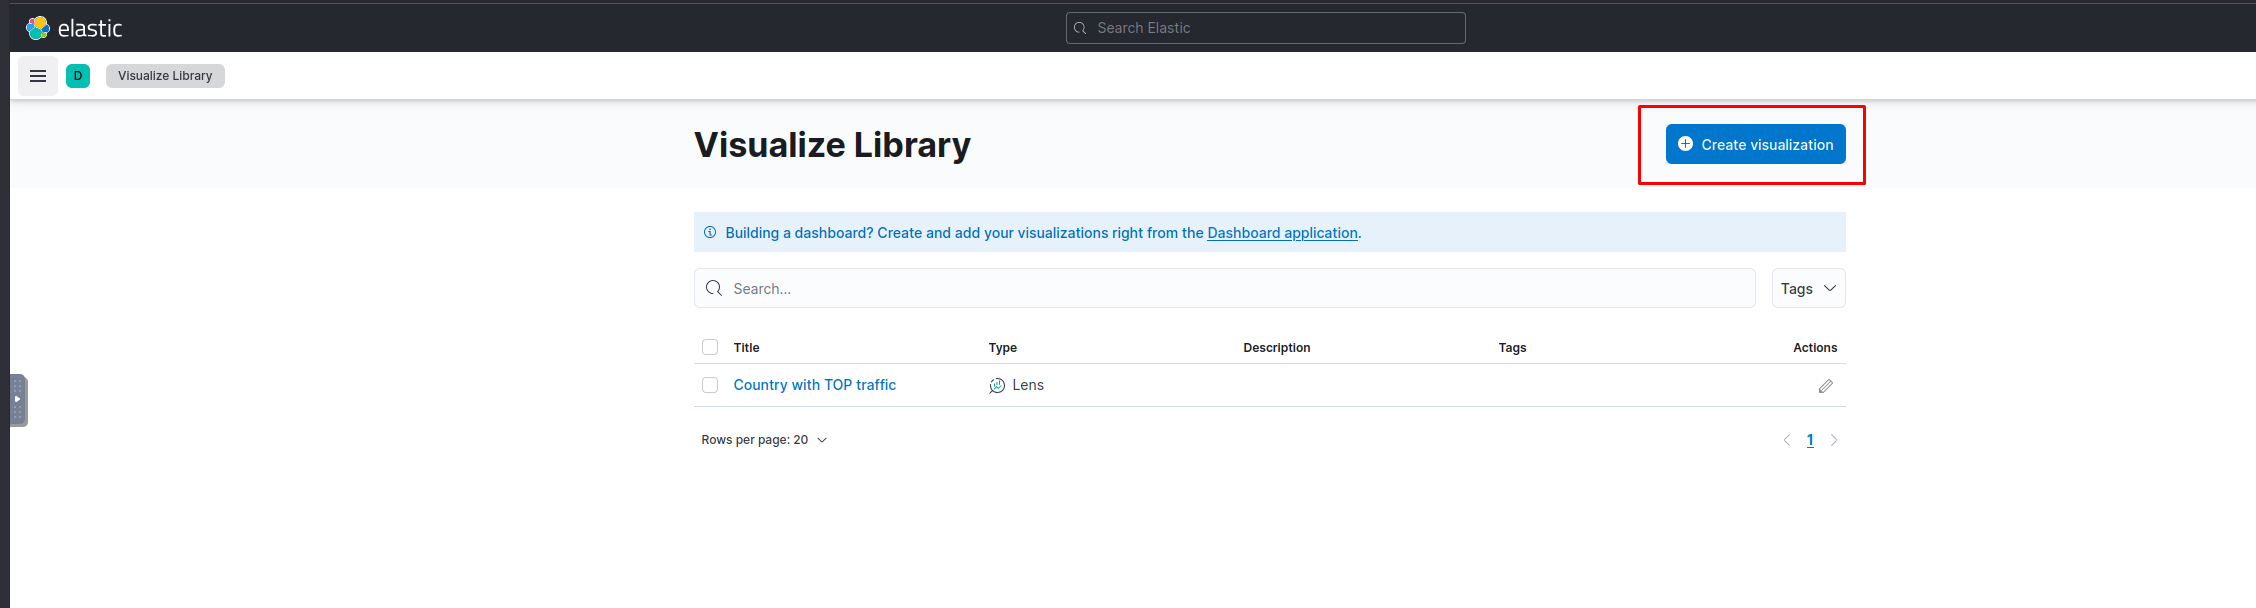 elastic
Search Elastic
D
Visualize Library
Visualize Library
Create visualization
Building a dashboard? Create and add your visualizations right from the Dashboard application.
Search...
Tags
Title Type Description Tags Actions
Country with TOP traffic Lens
Rows per page: 20
1